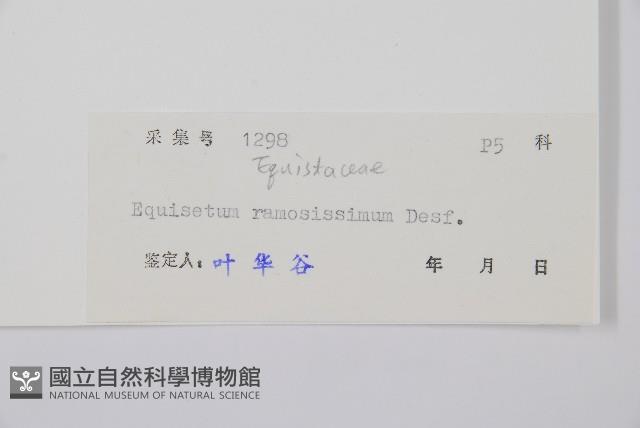 采集号 1298 P5 科
Equistaceae
Equisetum ramosissimum Desf.
鉴定人: 叶华谷 年 月 日
國立自然科學博物館
NATIONAL MUSEUM OF NATURAL SCIENCE